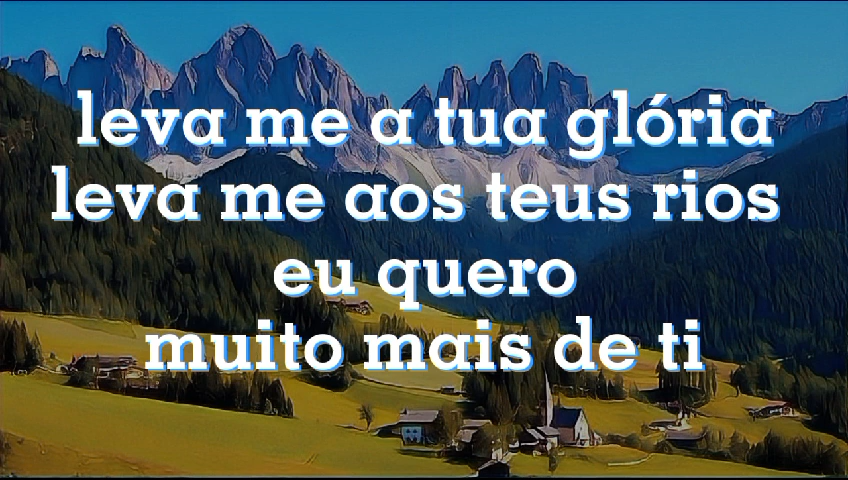 leva me a tua glória
leva me aos teus rios
eu quero
muito mais de ti